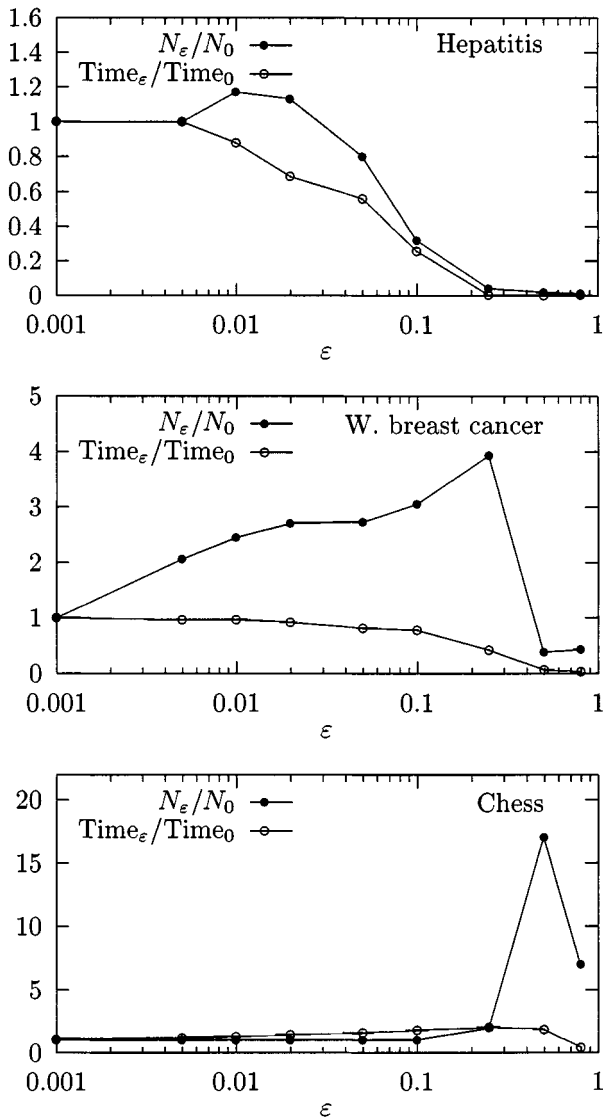 N_ε/N_0 Hepatitis
Time_ε/Time_0
1.6
1.4
1.2
1
0.8
0.6
0.4
0.2
0
0.001 0.01 0.1 1
ε
N_ε/N_0 W. breast cancer
Time_ε/Time_0
5
4
3
2
1
0
0.001 0.01 0.1 1
ε
N_ε/N_0 Chess
Time_ε/Time_0
20
15
10
5
0
0.001 0.01 0.1 1
ε